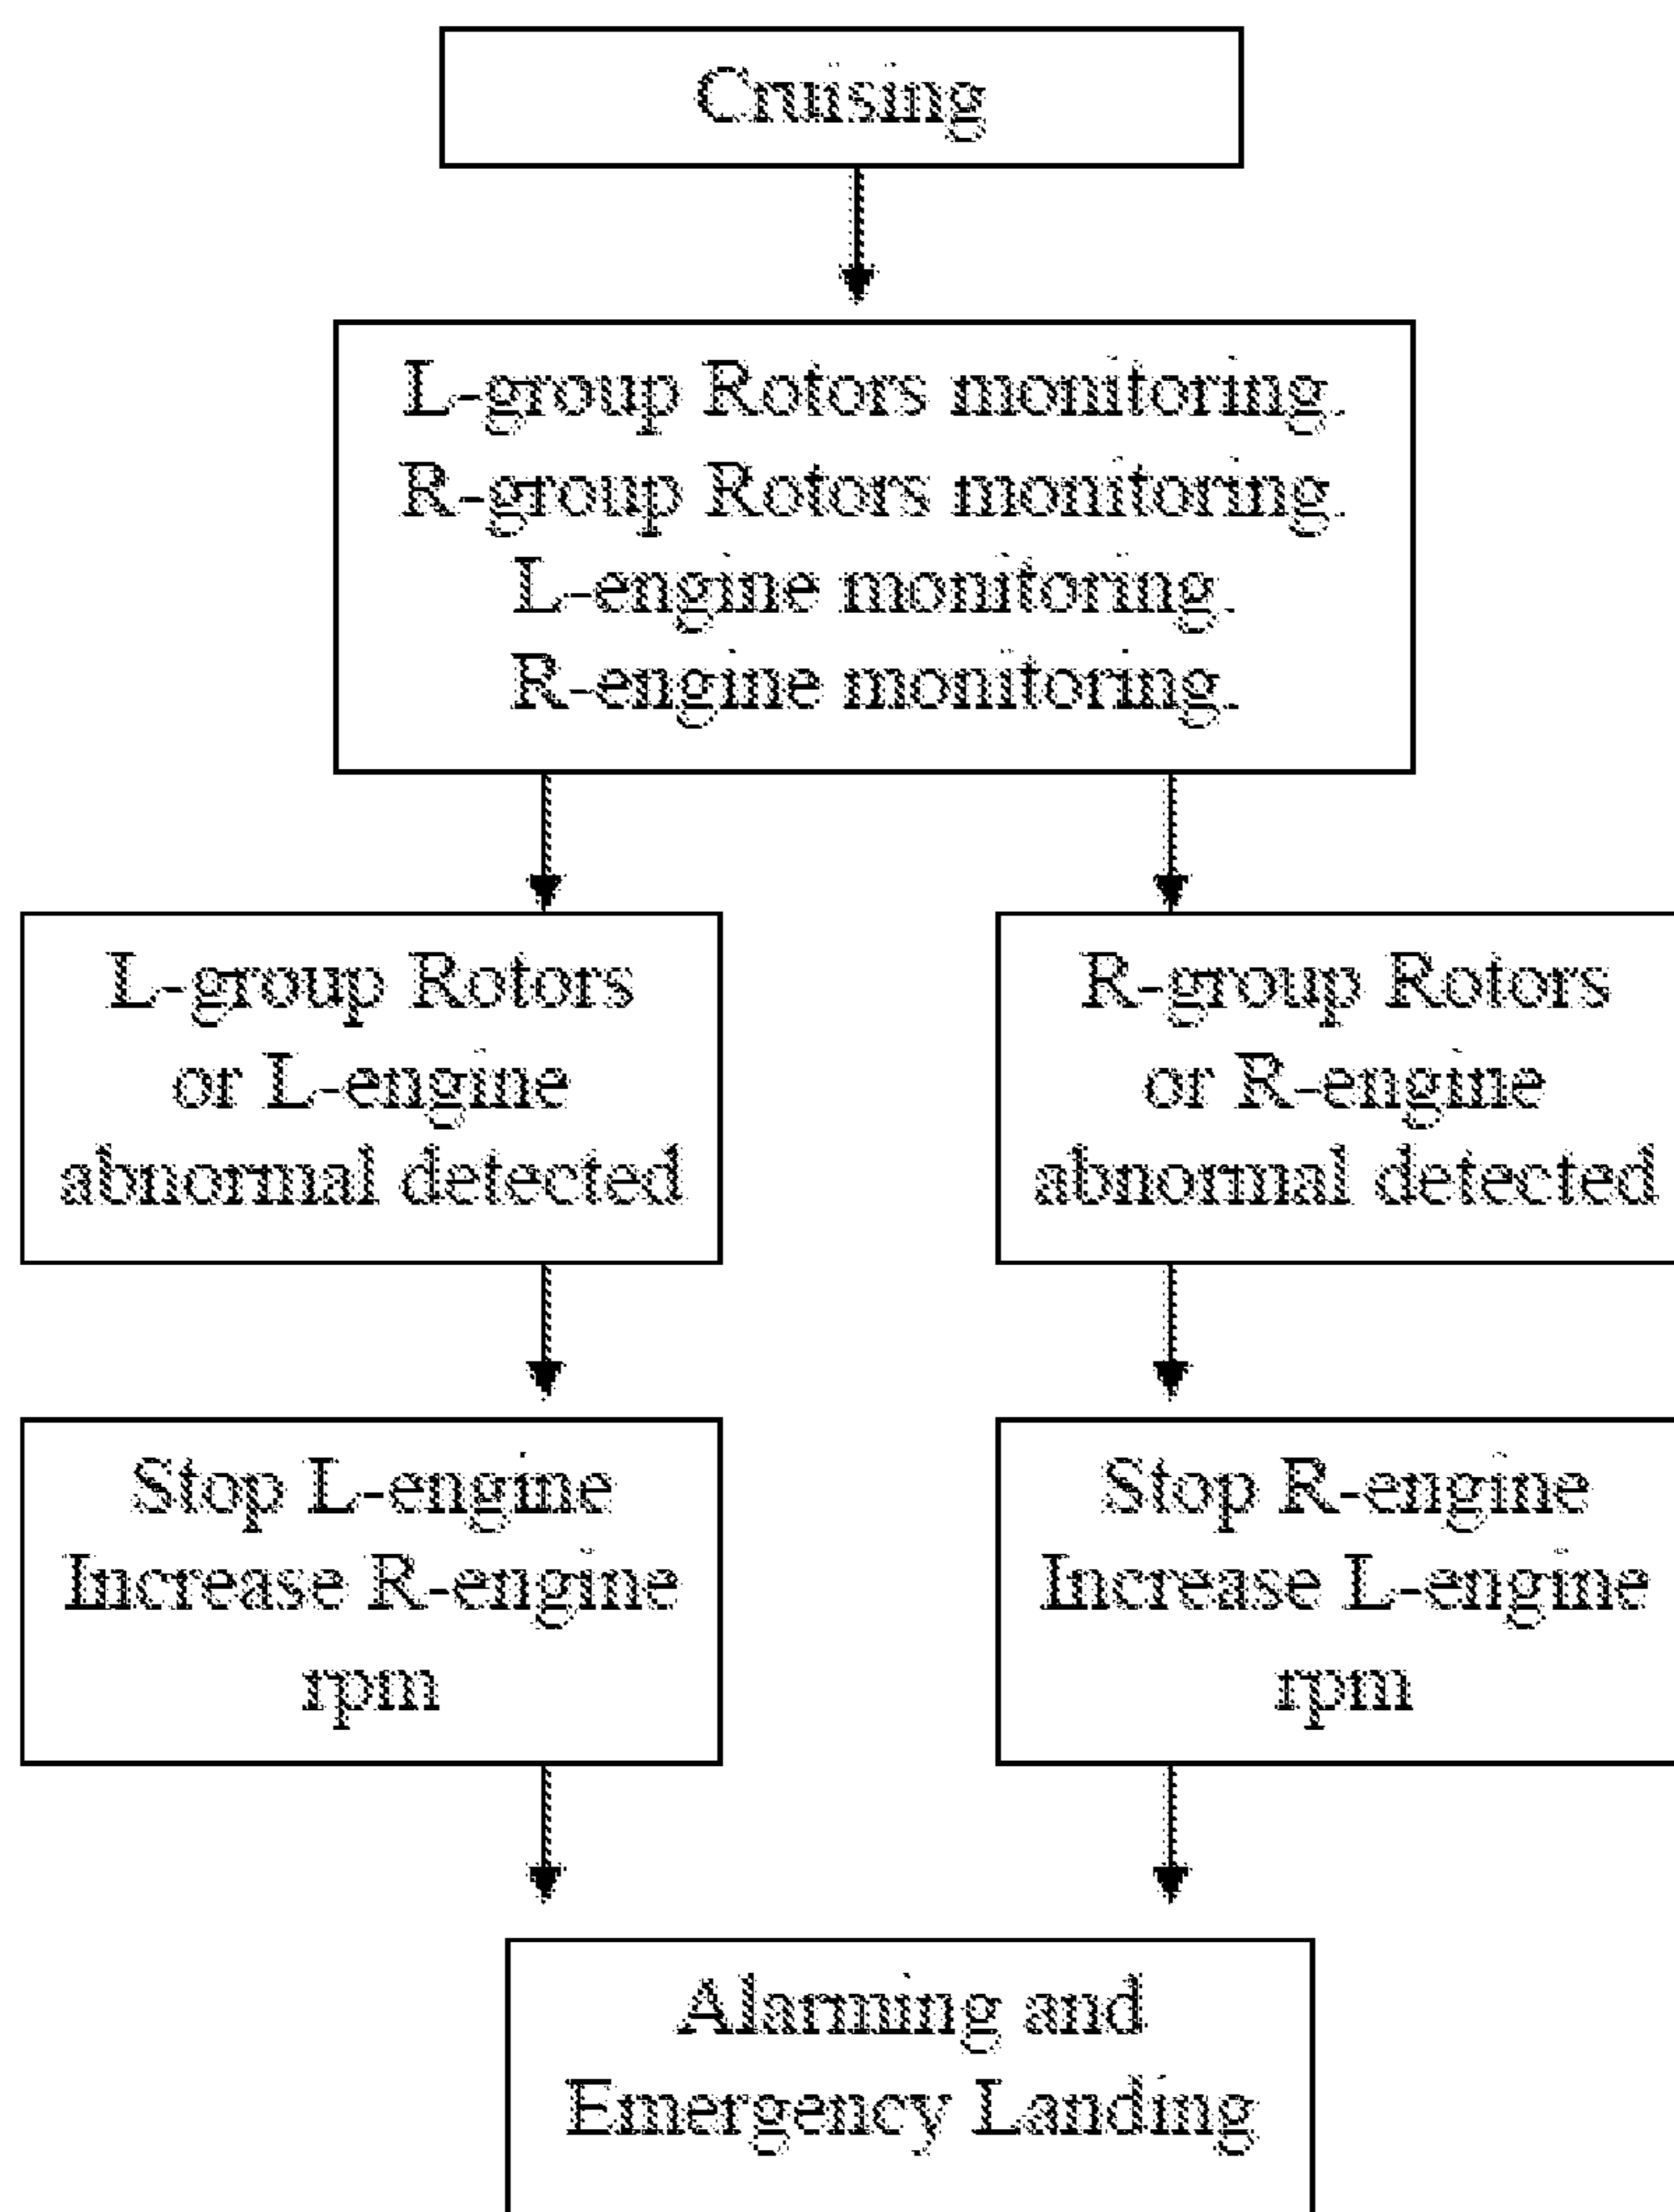 Cruising
L-group Rotors monitoring.
R-group Rotors monitoring.
L-engine monitoring.
R-engine monitoring.
L-group Rotors
or L-engine
abnormal detected
R-group Rotors
or R-engine
abnormal detected
Stop L-engine
Increase R-engine
rpm
Stop R-engine
Increase L-engine
rpm
Alarming and
Emergency Landing